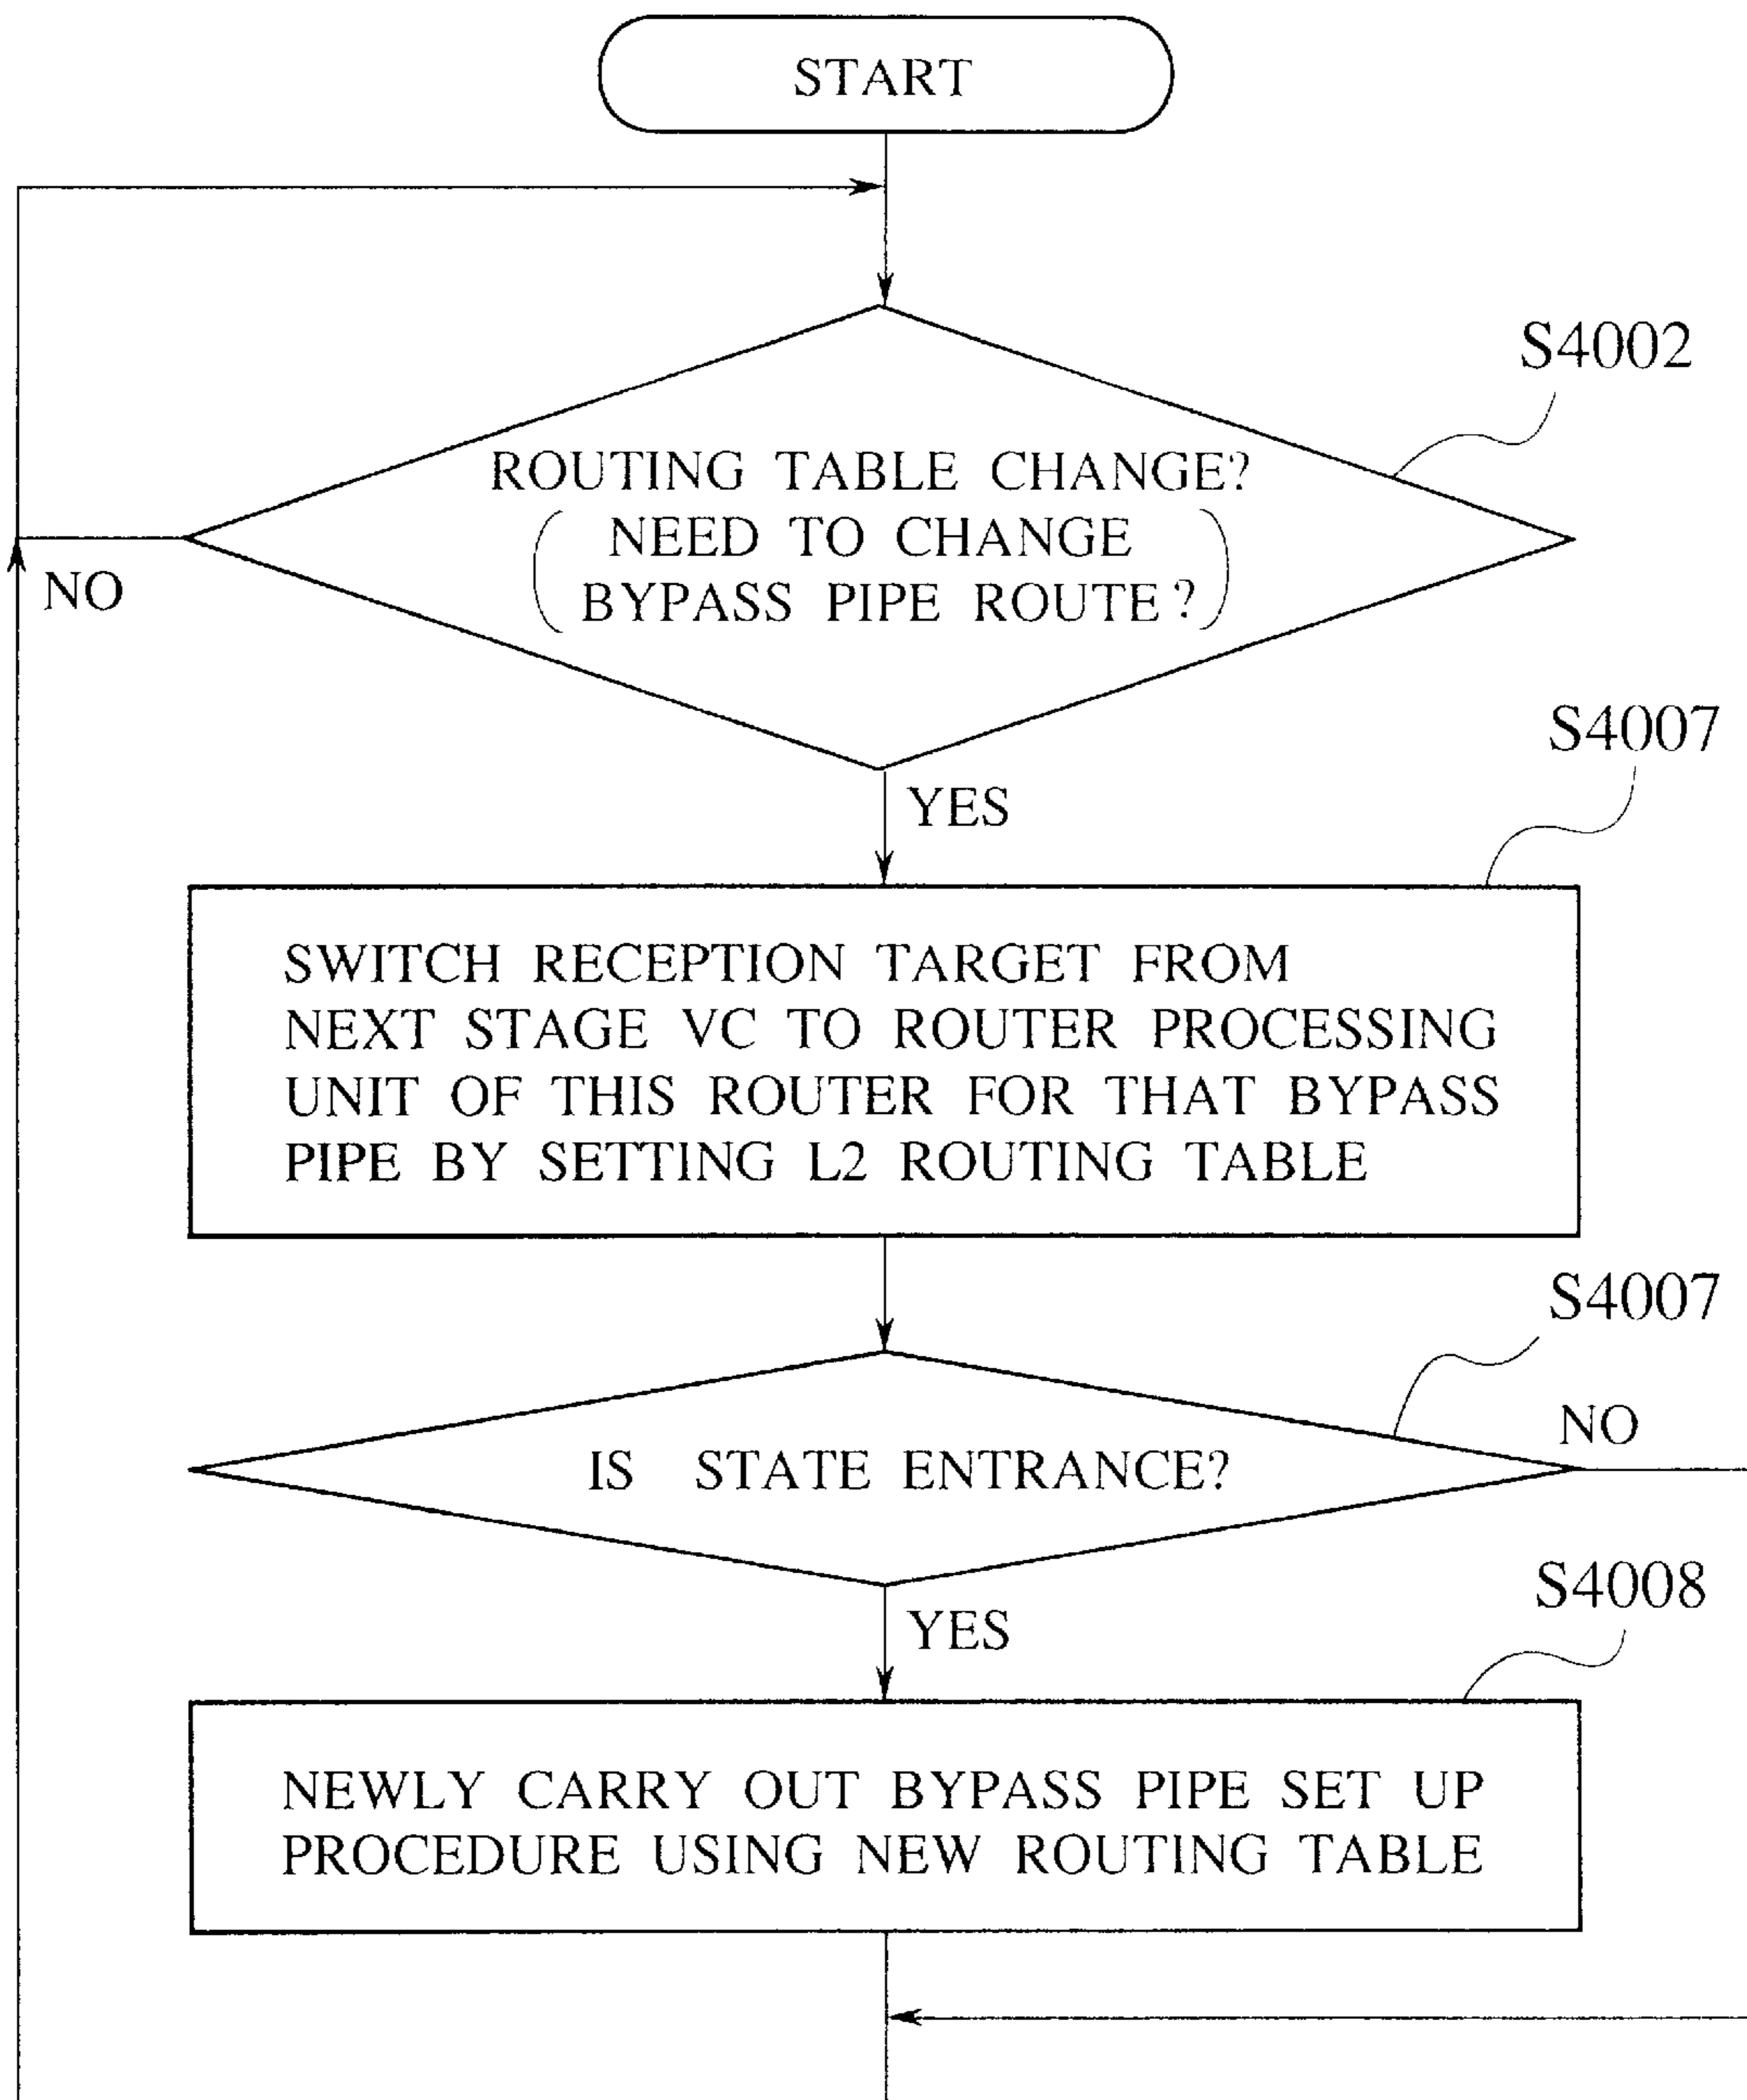 START
S4002
ROUTING TABLE CHANGE?
( NEED TO CHANGE
BYPASS PIPE ROUTE ? )
NO
S4007
YES
SWITCH RECEPTION TARGET FROM
NEXT STAGE VC TO ROUTER PROCESSING
UNIT OF THIS ROUTER FOR THAT BYPASS
PIPE BY SETTING L2 ROUTING TABLE
S4007
NO
IS STATE ENTRANCE?
S4008
YES
NEWLY CARRY OUT BYPASS PIPE SET UP
PROCEDURE USING NEW ROUTING TABLE